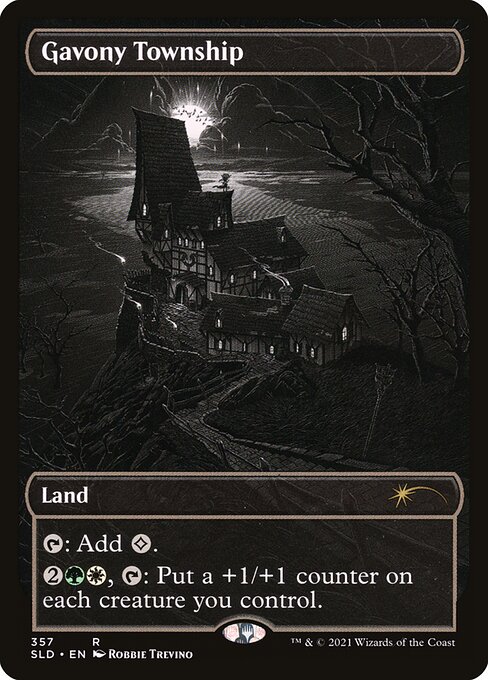 Gavony Township
Land
: Add .
2, : Put a +1/+1 counter on
each creature you control.
357 R
SLD • EN Robbie Trevino
™ & © 2021 Wizards of the Coast